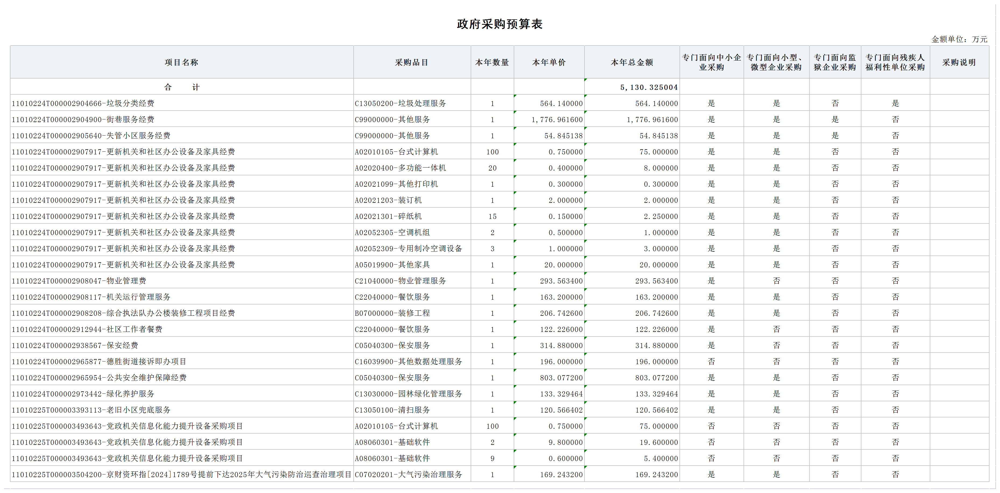 政府采购预算表
金额单位：万元
项目名称 采购品目 本年数量 本年单价 本年总金额 专门面向中小企业采购 专门面向小型、微型企业采购 专门面向监狱企业采购 专门面向残疾人福利性单位采购 采购说明
合 计 5,130.325004
11010224T000002904666-垃圾分类经费 C13050200-垃圾处理服务 1 564.140000 564.140000 是 是 否 是
11010224T000002904900-街巷服务经费 C99000000-其他服务 1 1,776.961600 1,776.961600 是 是 是 否
11010224T000002905640-失管小区服务经费 C99000000-其他服务 1 54.845138 54.845138 是 是 是 否
11010224T000002907917-更新机关和社区办公设备及家具经费 A02010105-台式计算机 100 0.750000 75.000000 是 是 否 否
11010224T000002907917-更新机关和社区办公设备及家具经费 A02020400-多功能一体机 20 0.400000 8.000000 是 是 否 否
11010224T000002907917-更新机关和社区办公设备及家具经费 A02021099-其他打印机 1 0.300000 0.300000 是 是 否 否
11010224T000002907917-更新机关和社区办公设备及家具经费 A02021203-装订机 1 2.000000 2.000000 是 是 否 否
11010224T000002907917-更新机关和社区办公设备及家具经费 A02021301-碎纸机 15 0.150000 2.250000 是 是 否 否
11010224T000002907917-更新机关和社区办公设备及家具经费 A02052305-空调机组 2 0.500000 1.000000 是 是 否 否
11010224T000002907917-更新机关和社区办公设备及家具经费 A02052309-专用制冷空调设备 3 1.000000 3.000000 是 是 否 否
11010224T000002907917-更新机关和社区办公设备及家具经费 A05019900-其他家具 1 20.000000 20.000000 是 是 否 否
11010224T000002908047-物业管理费 C21040000-物业管理服务 1 293.563400 293.563400 是 否 否 否
11010224T000002908117-机关运行管理服务 C22040000-餐饮服务 1 163.200000 163.200000 是 是 否 否
11010224T000002908208-综合执法队办公楼装修工程项目经费 B07000000-装修工程 1 206.742600 206.742600 是 是 否 否
11010224T000002912944-社区工作者餐费 C22040000-餐饮服务 1 122.226000 122.226000 是 否 否 否
11010224T000002938567-保安经费 C05040300-保安服务 1 314.880000 314.880000 是 否 否 否
11010224T000002965877-德胜街道接诉即办项目 C16039900-其他数据处理服务 1 196.000000 196.000000 否 否 否 否
11010224T000002965954-公共安全维护保障经费 C05040300-保安服务 1 803.077200 803.077200 是 是 否 否
11010224T000002973442-绿化养护服务 C13030000-园林绿化管理服务 1 133.329464 133.329464 是 是 否 否
11010225T000003393113-老旧小区兜底服务 C13050100-清扫服务 1 120.566402 120.566402 是 是 否 否
11010225T000003493643-党政机关信息化能力提升设备采购项目 A02010105-台式计算机 100 0.750000 75.000000 否 否 否 否
11010225T000003493643-党政机关信息化能力提升设备采购项目 A08060301-基础软件 2 9.800000 19.600000 否 否 否 否
11010225T000003493643-党政机关信息化能力提升设备采购项目 A08060301-基础软件 9 0.600000 5.400000 否 否 否 否
11010225T000003504200-京财资环指[2024]1789号提前下达2025年大气污染防治巡查治理项目 C07020201-大气污染治理服务 1 169.243200 169.243200 是 是 否 否